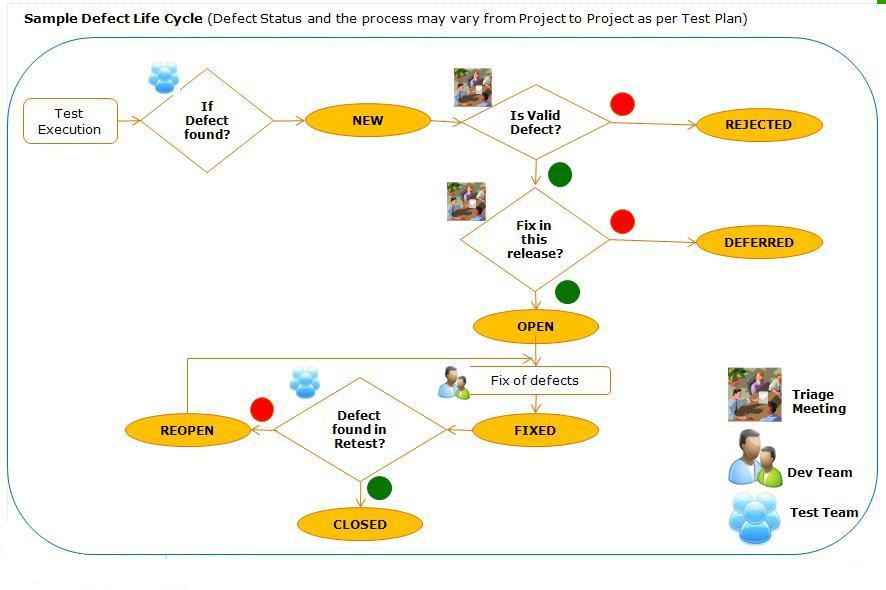 Sample Defect Life Cycle (Defect Status and the process may vary from Project to Project as per Test Plan)
Test
Execution
If
Defect
found?
NEW
Is Valid
Defect?
REJECTED
Fix in
this
release?
DEFERRED
OPEN
Fix of defects
REOPEN
Defect
found in
Retest?
FIXED
CLOSED
Triage
Meeting
Dev Team
Test Team